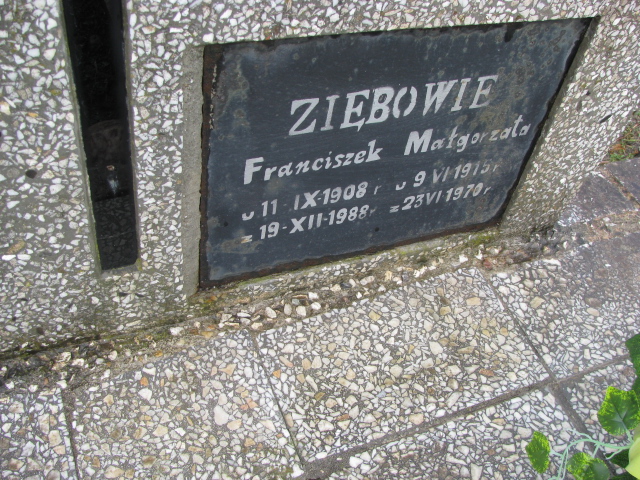 ZIĘBOWIE
Franciszek Małgorzata
u 11 IX-1908 r u 9 VI-1915 r
z 19-XII-1988 r z 23 VI-1970 r